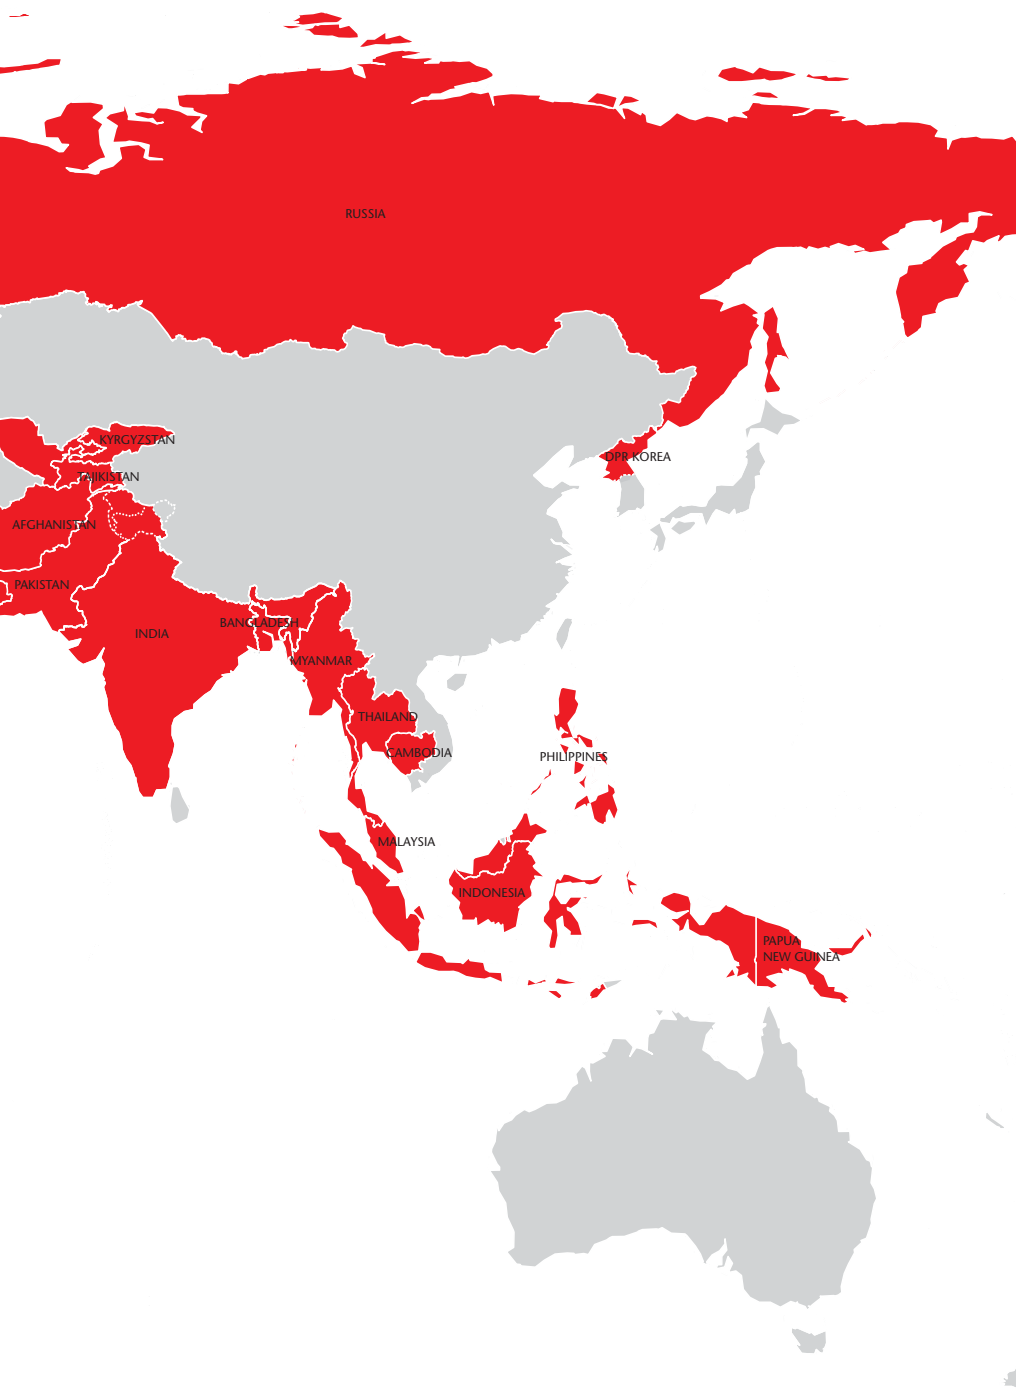 RUSSIA
KYRGYZSTAN
DPR KOREA
TAJIKISTAN
AFGHANISTAN
PAKISTAN
BANGLADESH
INDIA
MYANMAR
THAILAND
CAMBODIA
PHILIPPINES
MALAYSIA
INDONESIA
PAPUA
NEW GUINEA